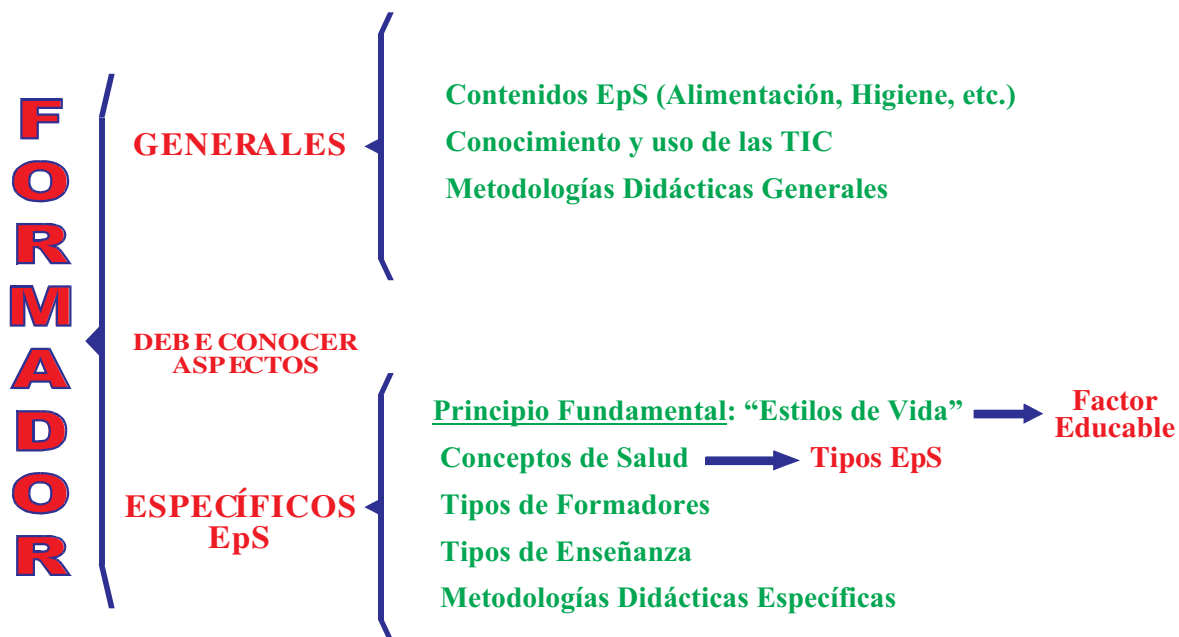 FORMADOR
GENERALES
Contenidos EpS (Alimentación, Higiene, etc.)
Conocimiento y uso de las TIC
Metodologías Didácticas Generales
DEBE CONOCER
ASPECTOS
ESPECÍFICOS
EpS
Principio Fundamental: “Estilos de Vida”
Factor
Educable
Conceptos de Salud
Tipos EpS
Tipos de Formadores
Tipos de Enseñanza
Metodologías Didácticas Específicas